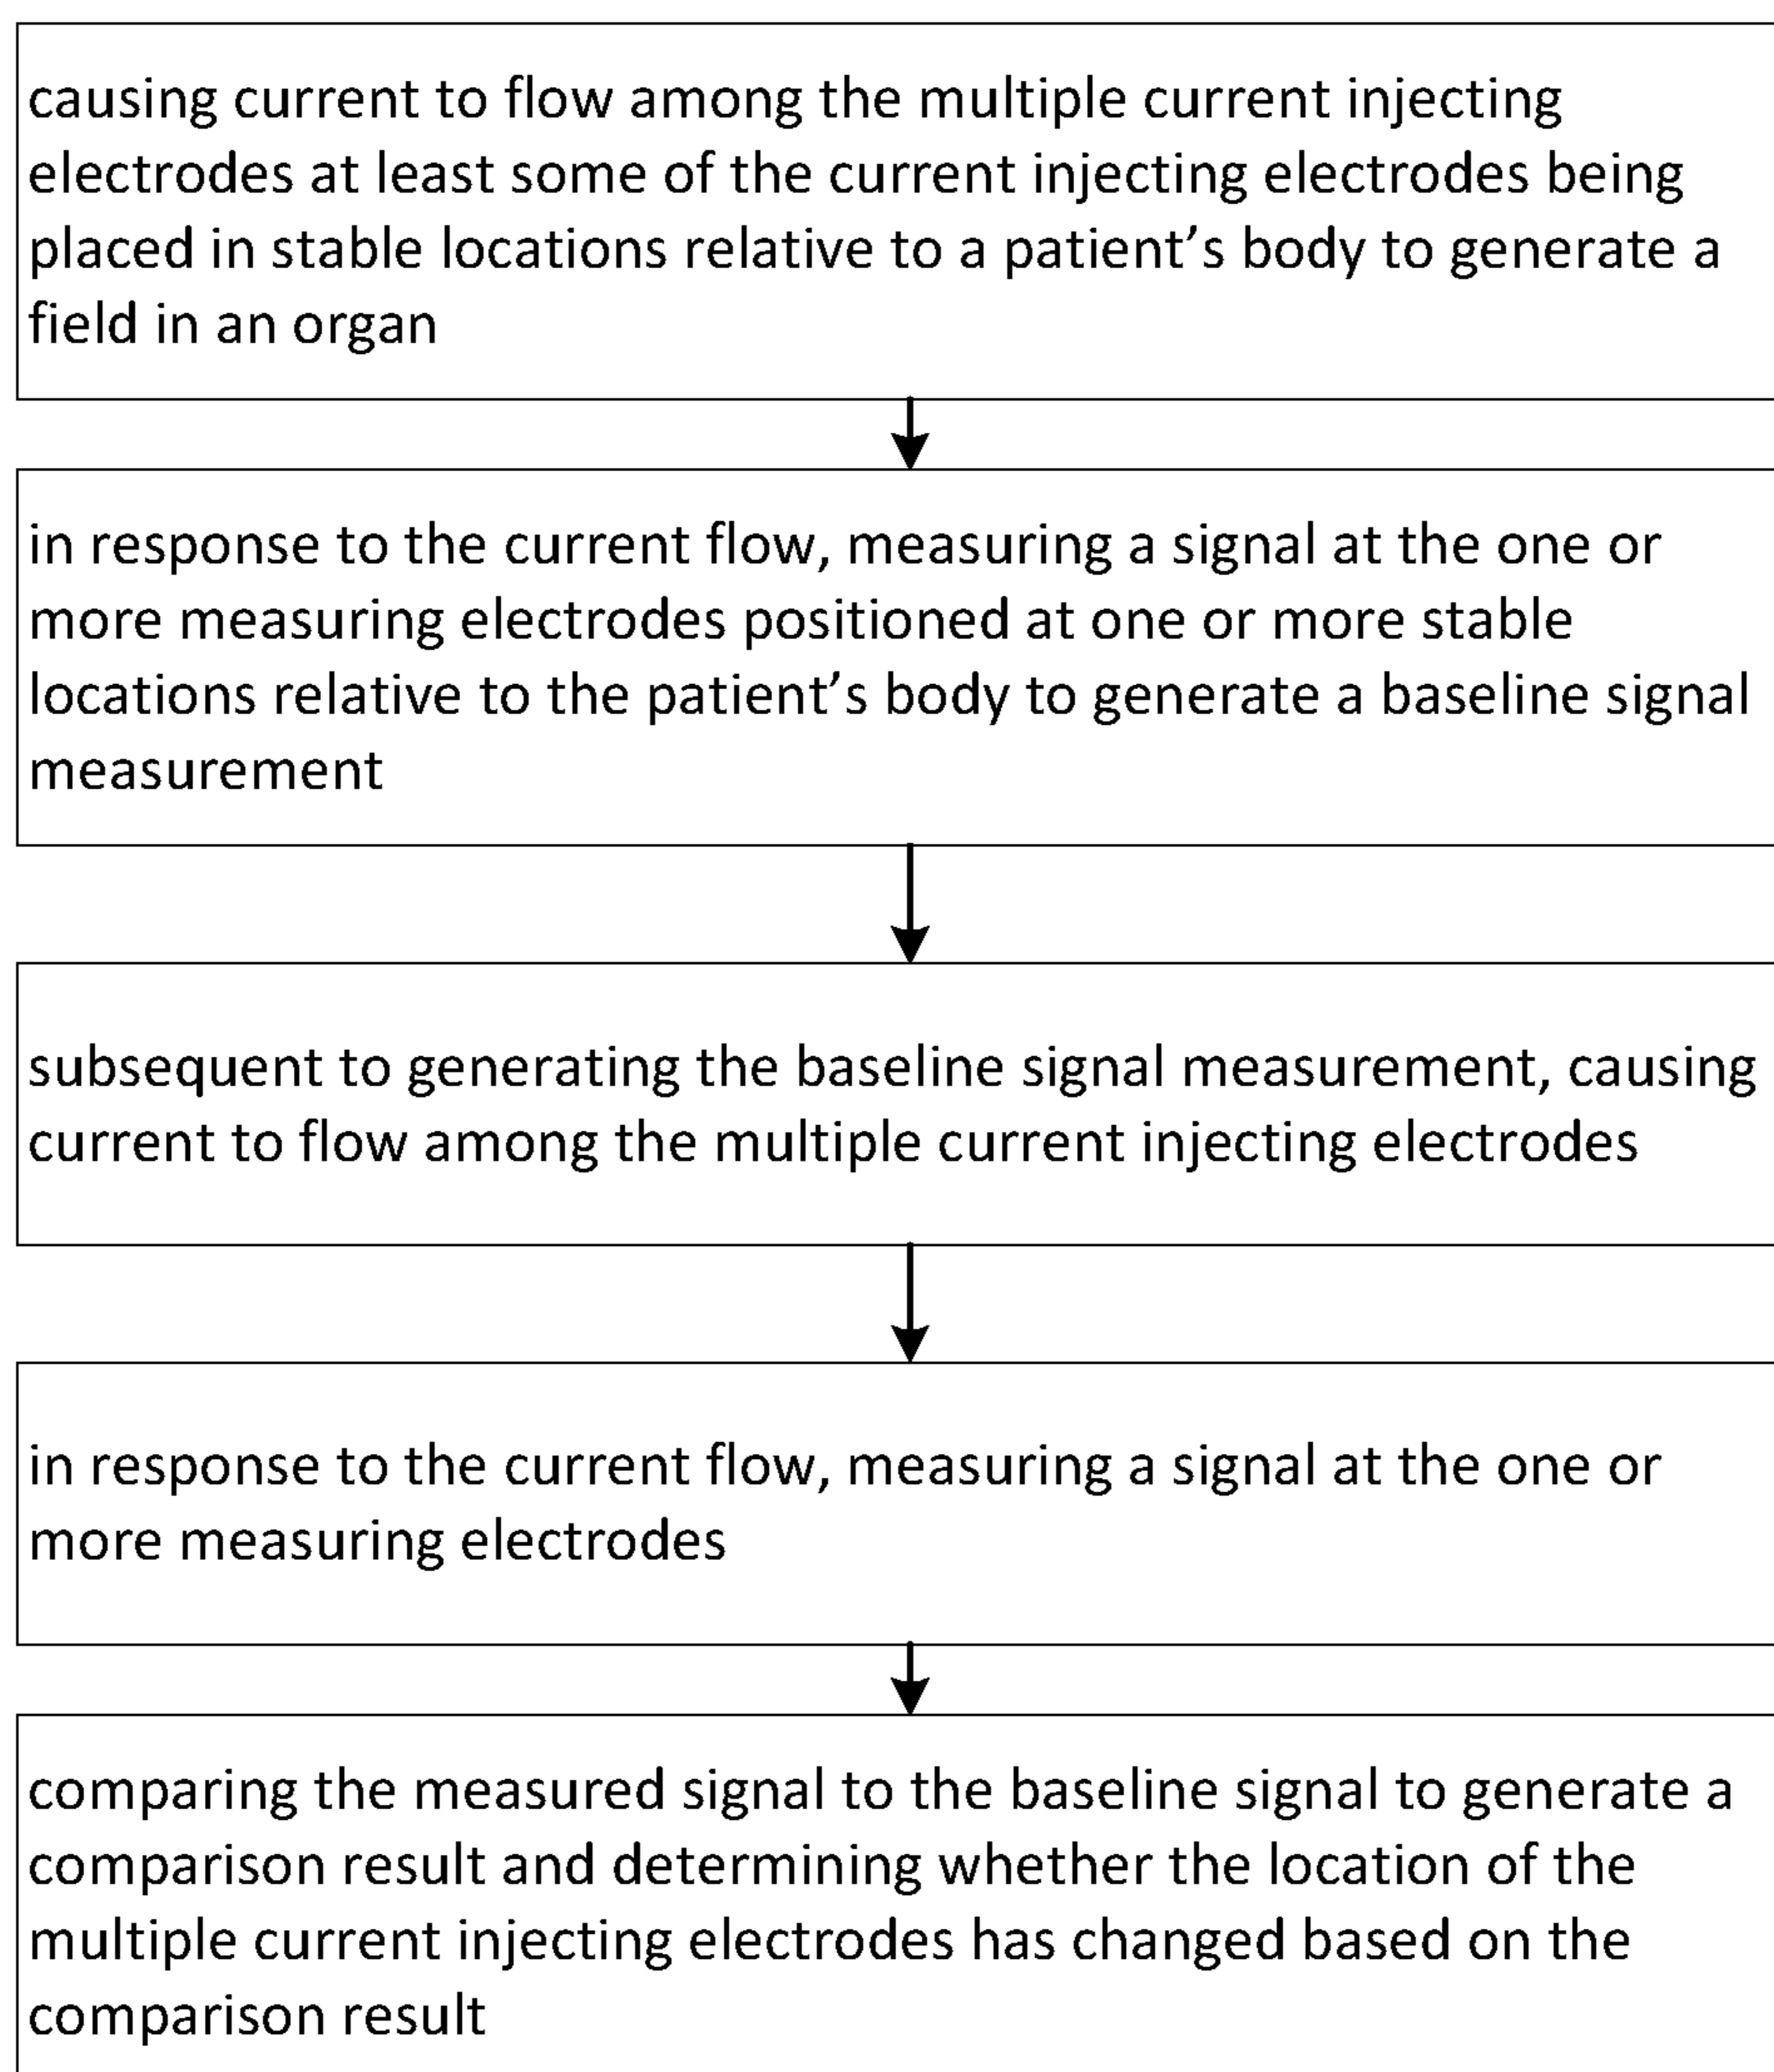 causing current to flow among the multiple current injecting
electrodes at least some of the current injecting electrodes being
placed in stable locations relative to a patient’s body to generate a
field in an organ
in response to the current flow, measuring a signal at the one or
more measuring electrodes positioned at one or more stable
locations relative to the patient’s body to generate a baseline signal
measurement
subsequent to generating the baseline signal measurement, causing
current to flow among the multiple current injecting electrodes
in response to the current flow, measuring a signal at the one or
more measuring electrodes
comparing the measured signal to the baseline signal to generate a
comparison result and determining whether the location of the
multiple current injecting electrodes has changed based on the
comparison result